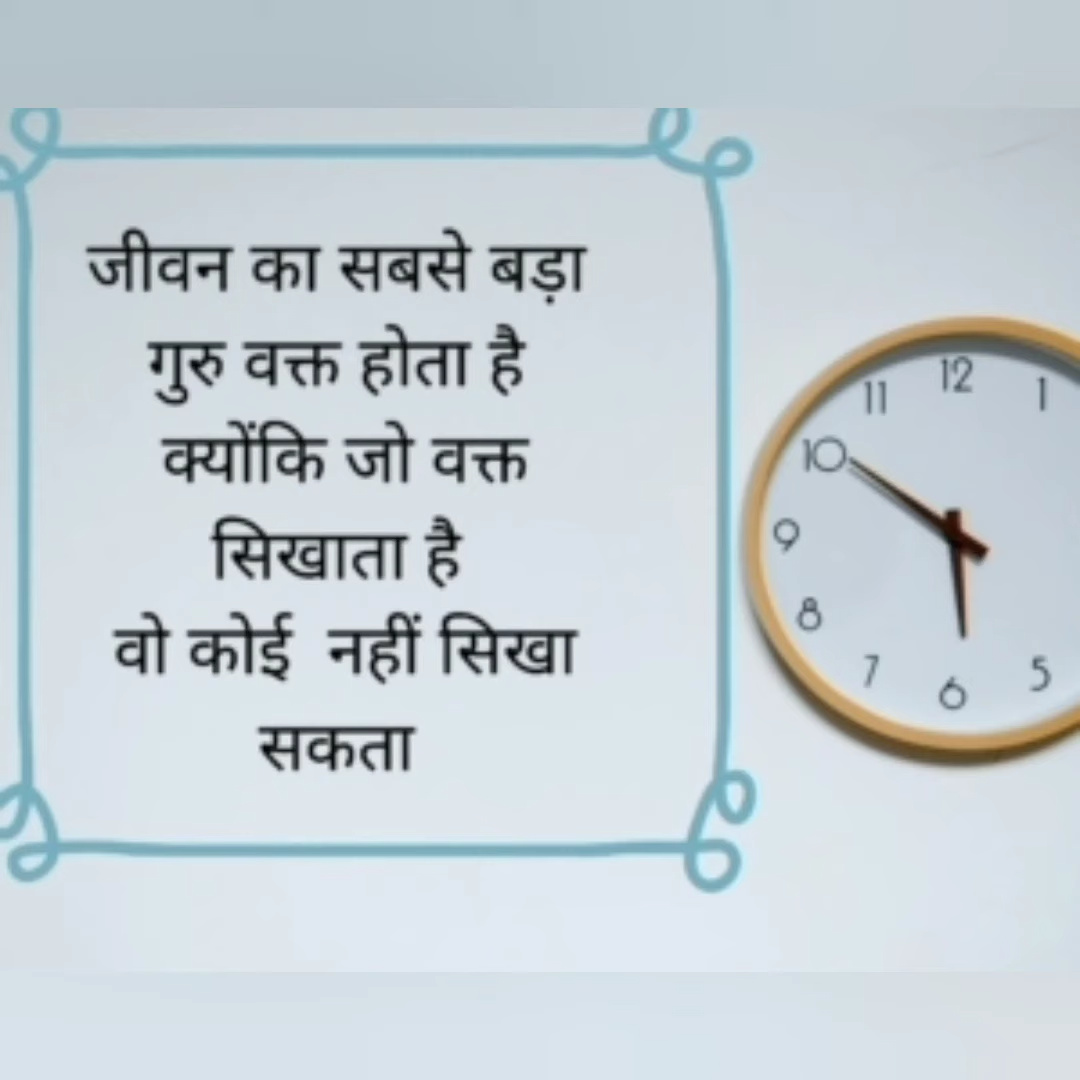 जीवन का सबसे बड़ा
गुरु वक्त होता है
क्योंकि जो वक्त
सिखाता है
वो कोई नहीं सिखा
सकता
12
11
1
10
9
8
7
5
6